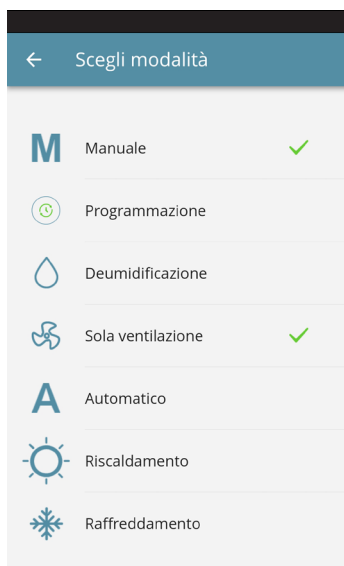 Scegli modalità
M Manuale
Programmazione
Deumidificazione
Sola ventilazione
A Automatico
Riscaldamento
Raffreddamento